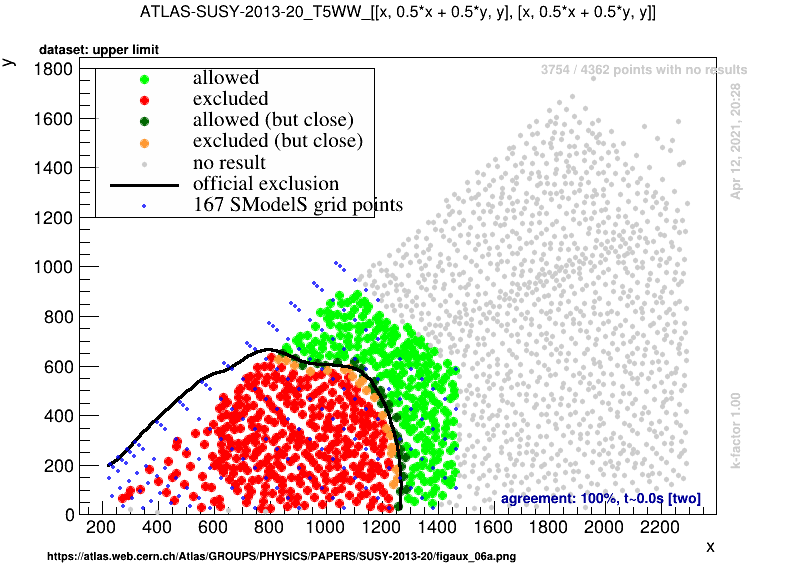 ATLAS-SUSY-2013-20_T5WW_[[x, 0.5*x + 0.5*y, y], [x, 0.5*x + 0.5*y, y]]
dataset: upper limit
y
3754 / 4362 points with no results
allowed
excluded
allowed (but close)
excluded (but close)
no result
official exclusion
167 SModelS grid points
Apr 12, 2021, 20:28
k-factor 1.00
1800
1600
1400
1200
1000
800
600
400
200
0
agreement: 100%, t~0.0s [two]
200 400 600 800 1000 1200 1400 1600 1800 2000 2200
x
https://atlas.web.cern.ch/Atlas/GROUPS/PHYSICS/PAPERS/SUSY-2013-20/figaux_06a.png